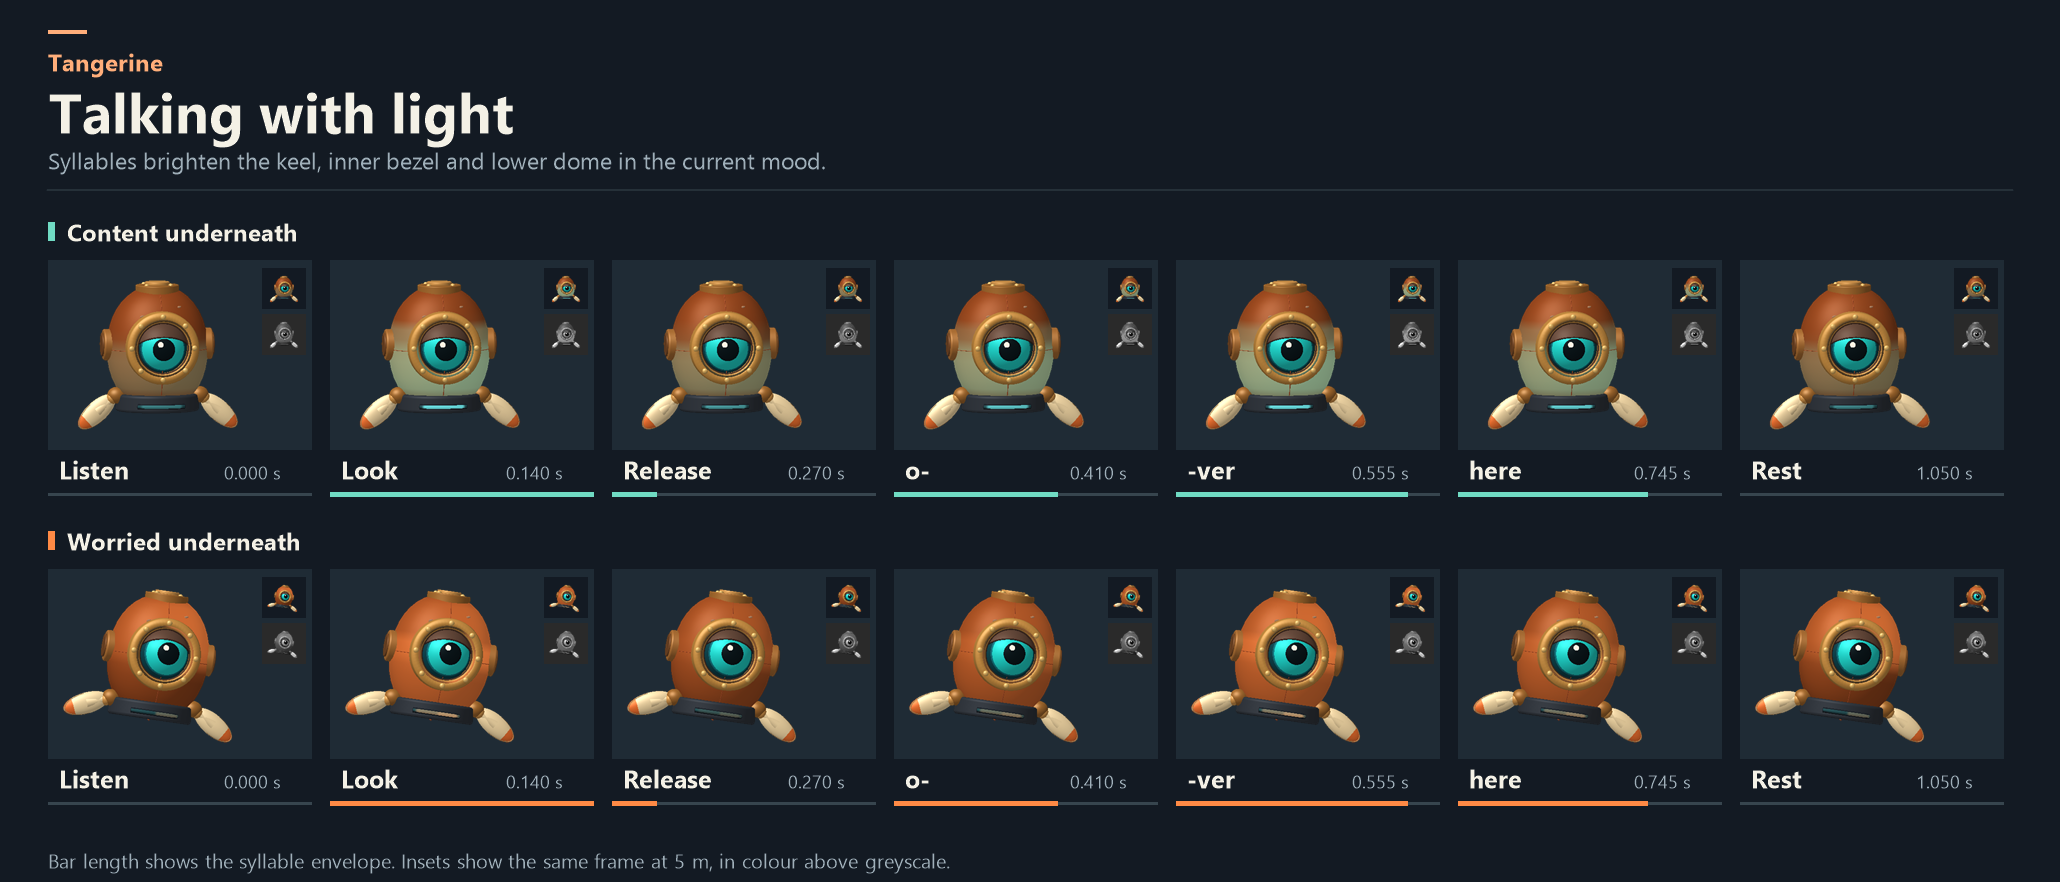 Tangerine
Talking with light
Syllables brighten the keel, inner bezel and lower dome in the current mood.
Content underneath
Listen 0.000 s Look 0.140 s Release 0.270 s o- 0.410 s -ver 0.555 s here 0.745 s Rest 1.050 s
Worried underneath
Listen 0.000 s Look 0.140 s Release 0.270 s o- 0.410 s -ver 0.555 s here 0.745 s Rest 1.050 s
Bar length shows the syllable envelope. Insets show the same frame at 5 m, in colour above greyscale.